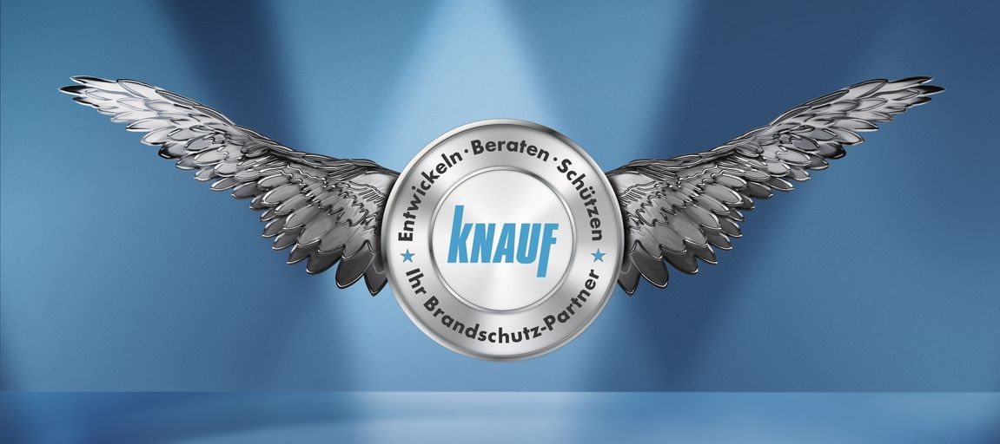 Entwickeln · Beraten · Schützen
KNAUF
★ Ihr Brandschutz-Partner ★